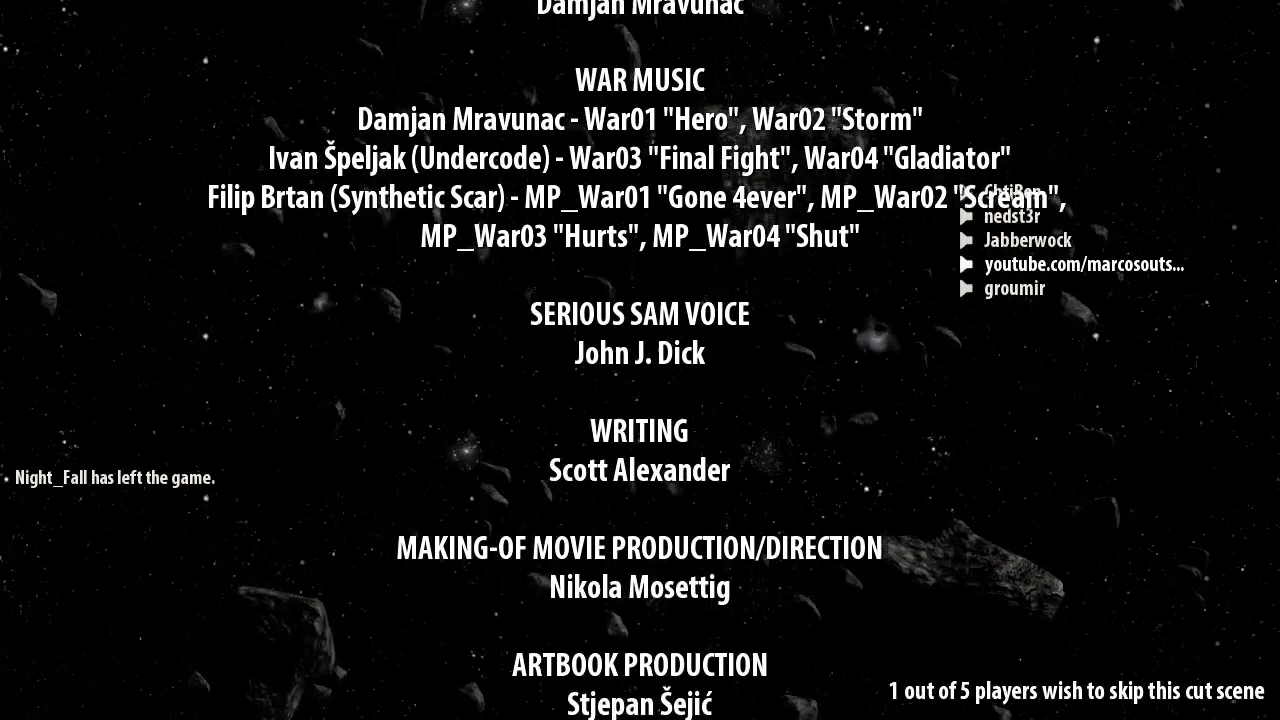 Damjan Mravunac
WAR MUSIC
Damjan Mravunac - War01 "Hero", War02 "Storm"
Ivan Špeljak (Undercode) - War03 "Final Fight", War04 "Gladiator"
Filip Brtan (Synthetic Scar) - MP_War01 "Gone 4ever", MP_War02 "Scream",
MP_War03 "Hurts", MP_War04 "Shut"
nedst3r
Jabberwock
youtube.com/marcosouts...
groumir
SERIOUS SAM VOICE
John J. Dick
WRITING
Scott Alexander
Night_Fall has left the game.
MAKING-OF MOVIE PRODUCTION/DIRECTION
Nikola Mosettig
ARTBOOK PRODUCTION
Stjepan Šejić
1 out of 5 players wish to skip this cut scene